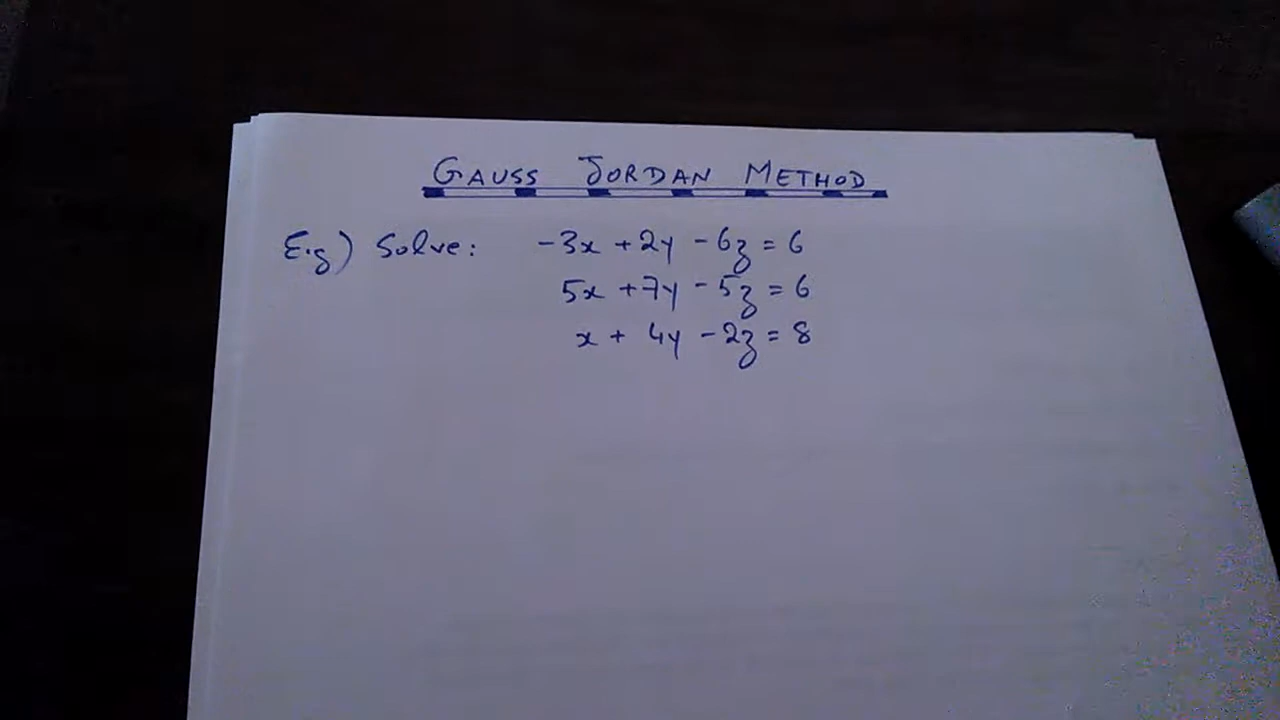 GAUSS JORDAN METHOD
E.g) Solve: -3x + 2y - 6z = 6
5x + 7y - 5z = 6
x + 4y - 2z = 8